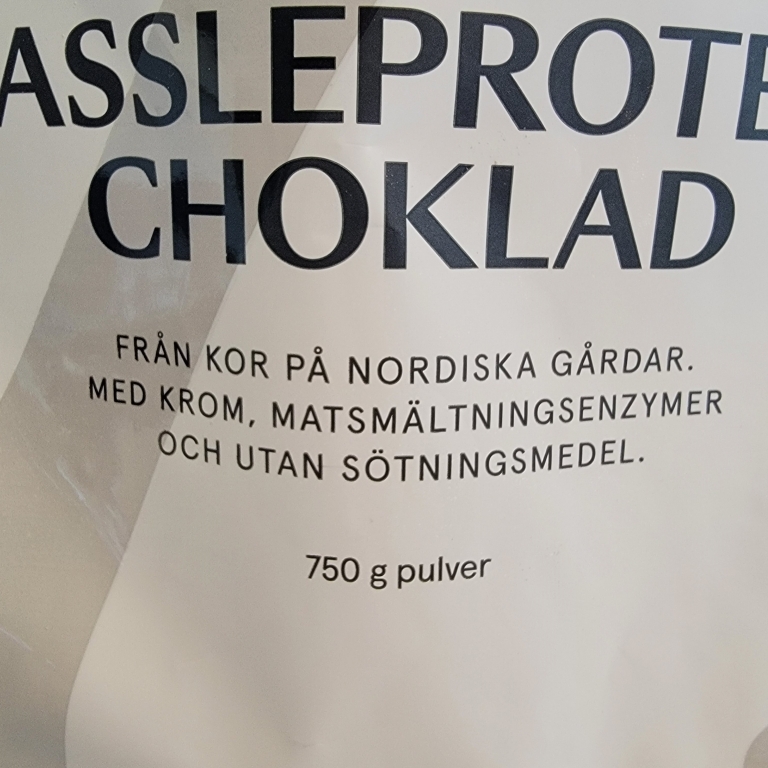 ASSLEPROTE
CHOKLAD
FRÅN KOR PÅ NORDISKA GÅRDAR.
MED KROM, MATSMÄLTNINGSENZYMER
OCH UTAN SÖTNINGSMEDEL.
750 g pulver